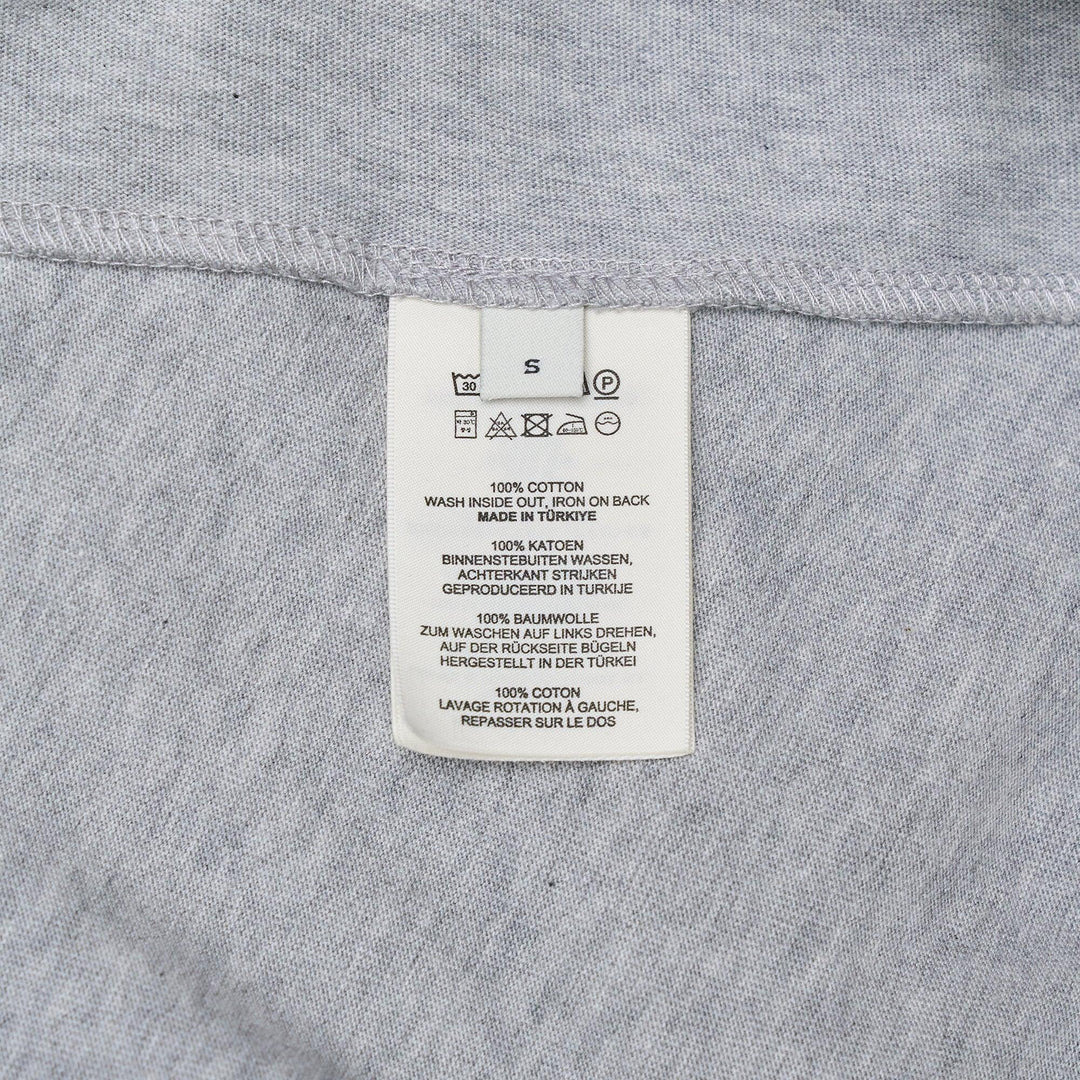 S
30
P
100% COTTON
WASH INSIDE OUT, IRON ON BACK
MADE IN TÜRKIYE
100% KATOEN
BINNENSTEBUITEN WASSEN,
ACHTERKANT STRIJKEN
GEPRODUCEERD IN TURKIJE
100% BAUMWOLLE
ZUM WASCHEN AUF LINKS DREHEN,
AUF DER RÜCKSEITE BÜGELN
HERGESTELLT IN DER TÜRKEI
100% COTON
LAVAGE ROTATION À GAUCHE,
REPASSER SUR LE DOS